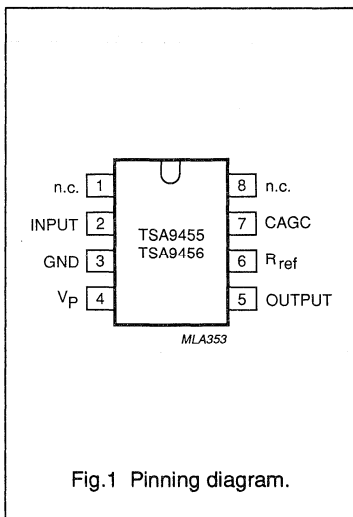 n.c. 1
8 n.c.
INPUT 2
7 CAGC
TSA9455
TSA9456
GND 3
6 Rref
VP 4
5 OUTPUT
MLA353
Fig.1 Pinning diagram.